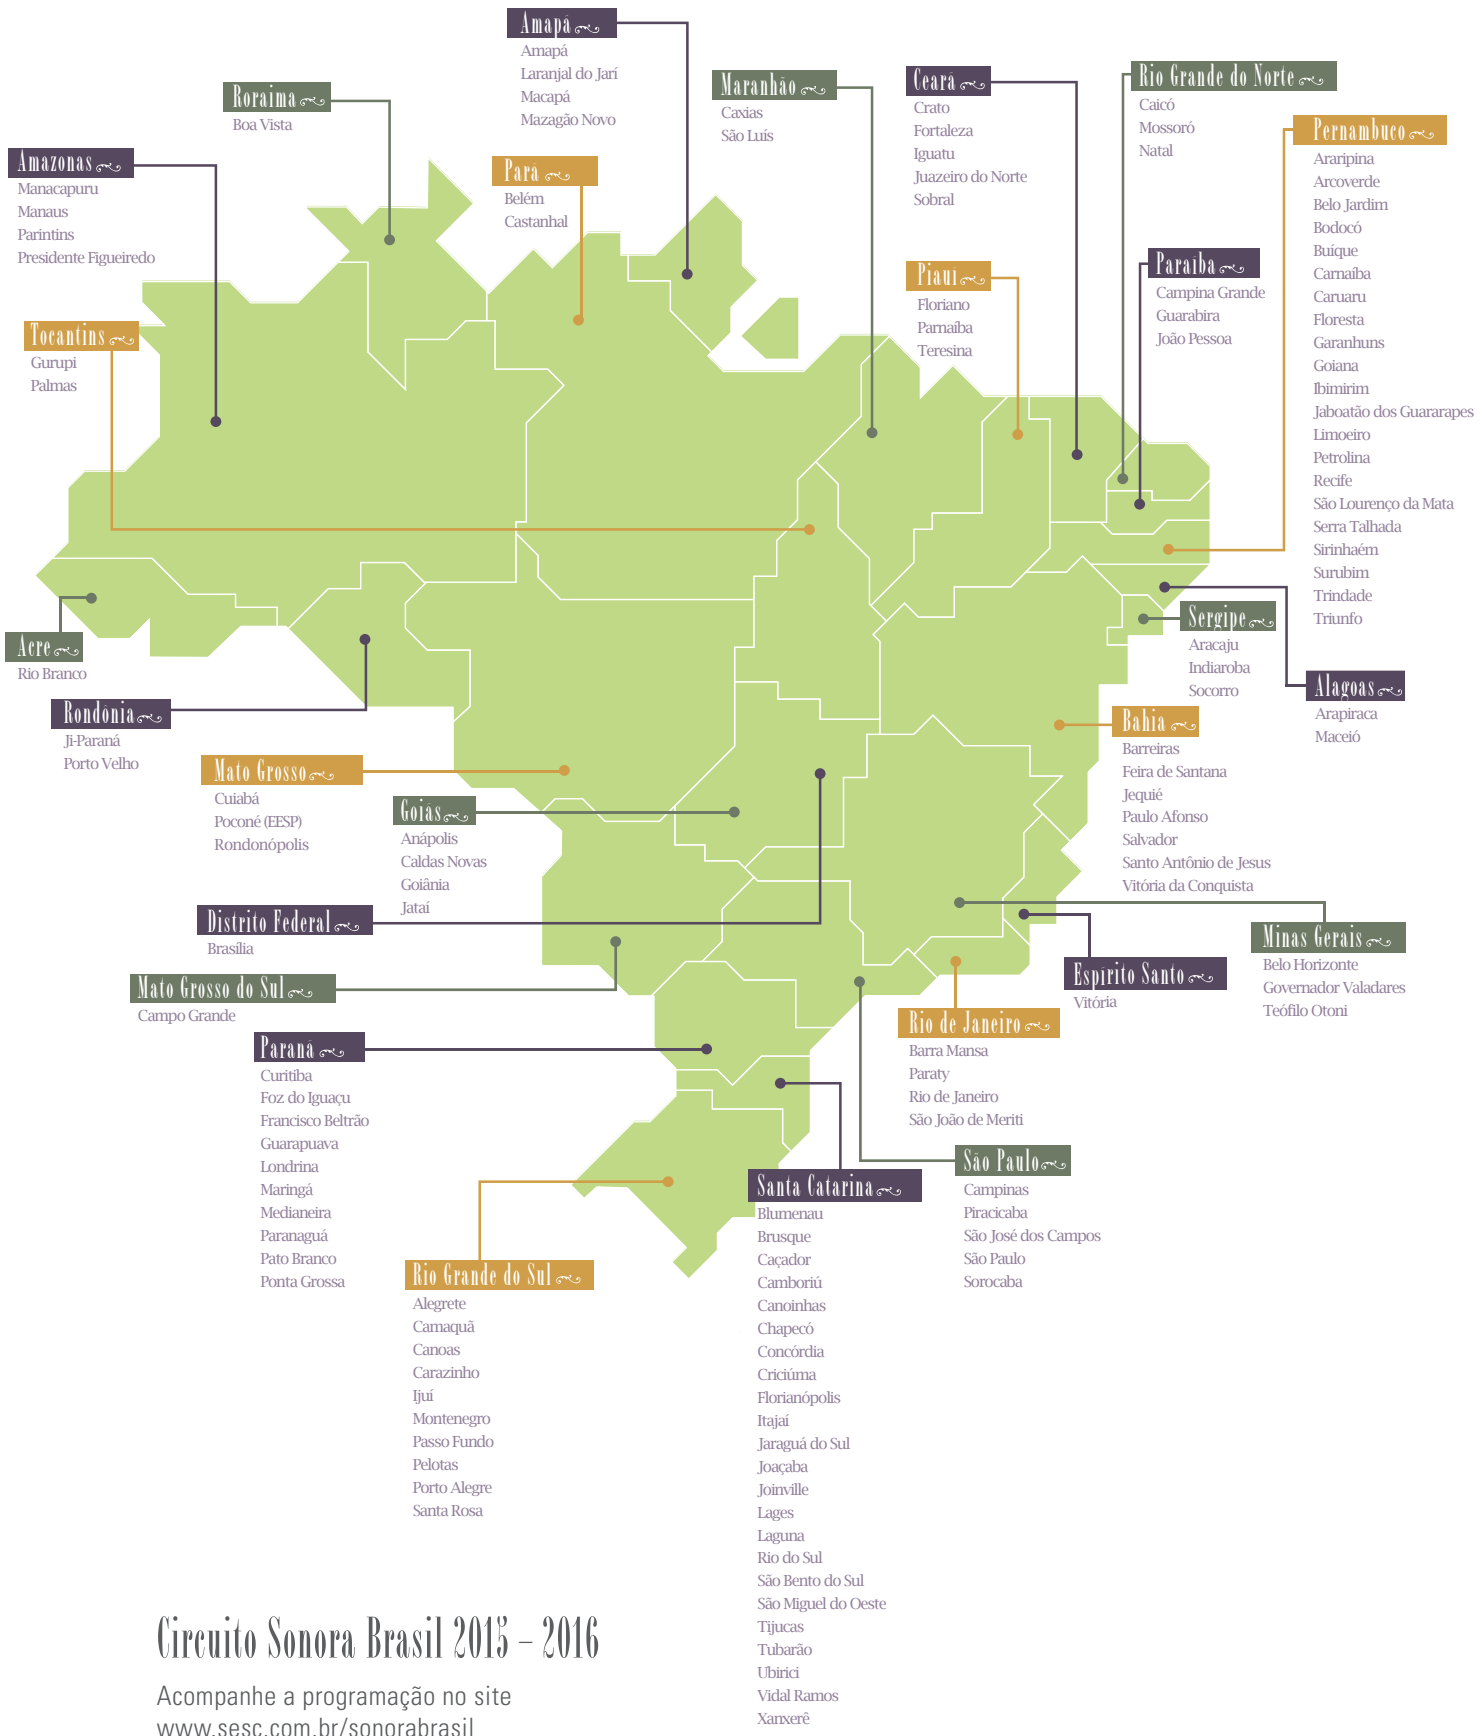 Amapá
Amapá
Laranjal do Jarí
Macapá
Mazagão Novo
Roraima
Boa Vista
Maranhão
Caxias
São Luís
Ceará
Crato
Fortaleza
Iguatu
Juazeiro do Norte
Sobral
Rio Grande do Norte
Caicó
Mossoró
Natal
Pernambuco
Araripina
Arcoverde
Belo Jardim
Bodocó
Buíque
Carnaíba
Caruaru
Floresta
Garanhuns
Goiana
Ibimirim
Jaboatão dos Guararapes
Limoeiro
Petrolina
Recife
São Lourenço da Mata
Serra Talhada
Sirinhaém
Surubim
Trindade
Triunfo
Amazonas
Manacapuru
Manaus
Parintins
Presidente Figueiredo
Pará
Belém
Castanhal
Piauí
Floriano
Parnaíba
Teresina
Paraíba
Campina Grande
Guarabira
João Pessoa
Tocantins
Gurupi
Palmas
Acre
Rio Branco
Sergipe
Aracaju
Indiaroba
Socorro
Alagoas
Arapiraca
Maceió
Rondônia
Ji-Paraná
Porto Velho
Bahia
Barreiras
Feira de Santana
Jequié
Paulo Afonso
Salvador
Santo Antônio de Jesus
Vitória da Conquista
Mato Grosso
Cuiabá
Poconé (EESP)
Rondonópolis
Goiás
Anápolis
Caldas Novas
Goiânia
Jataí
Distrito Federal
Brasília
Minas Gerais
Belo Horizonte
Governador Valadares
Teófilo Otoni
Espírito Santo
Vitória
Mato Grosso do Sul
Campo Grande
Rio de Janeiro
Barra Mansa
Paraty
Rio de Janeiro
São João de Meriti
Paraná
Curitiba
Foz do Iguaçu
Francisco Beltrão
Guarapuava
Londrina
Maringá
Medianeira
Paranaguá
Pato Branco
Ponta Grossa
São Paulo
Campinas
Piracicaba
São José dos Campos
São Paulo
Sorocaba
Santa Catarina
Blumenau
Brusque
Caçador
Camboriú
Canoinhas
Chapecó
Concórdia
Criciúma
Florianópolis
Itajaí
Jaraguá do Sul
Joaçaba
Joinville
Lages
Laguna
Rio do Sul
São Bento do Sul
São Miguel do Oeste
Tijucas
Tubarão
Ubirici
Vidal Ramos
Xanxerê
Rio Grande do Sul
Alegrete
Camaquã
Canoas
Carazinho
Ijuí
Montenegro
Passo Fundo
Pelotas
Porto Alegre
Santa Rosa
Circuito Sonora Brasil 2015 – 2016
Acompanhe a programação no site
www.sesc.com.br/sonorabrasil